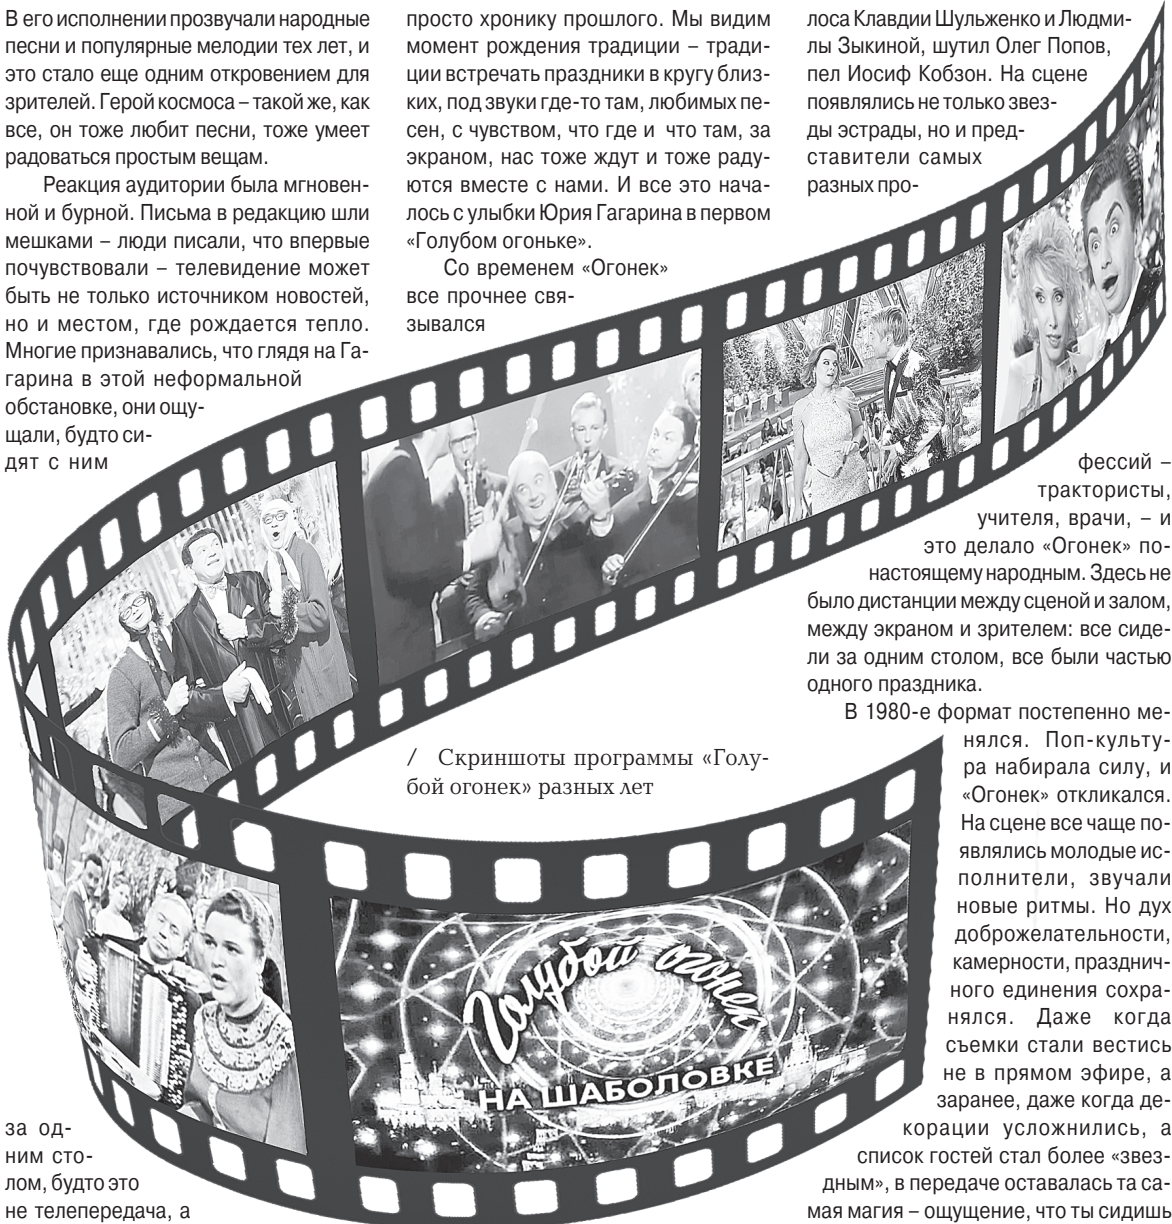 В его исполнении прозвучали народные
песни и популярные мелодии тех лет, и
это стало еще одним откровением для
зрителей. Герой космоса – такой же, как
все, он тоже любит песни, тоже умеет
радоваться простым вещам.
Реакция аудитории была мгновен-
ной и бурной. Письма в редакцию шли
мешками – люди писали, что впервые
почувствовали – телевидение может
быть не только источником новостей,
но и местом, где рождается тепло.
Многие признавались, что глядя на Га-
гарина в этой неформальной
обстановке, они ощу-
щали, будто си-
дят с ним
за од-
ним сто-
лом, будто это
не телепередача, а
просто хронику прошлого. Мы видим
момент рождения традиции – тради-
ции встречать праздники в кругу близ-
ких, под звуки где-то там, любимых пе-
сен, с чувством, что где и что там, за
экраном, нас тоже ждут и тоже раду-
ются вместе с нами. И все это нача-
лось с улыбки Юрия Гагарина в первом
«Голубом огоньке».
Со временем «Огонек»
все прочнее свя-
зывался
/ Скриншоты программы «Голу-
бой огонек» разных лет
Голубой огонек
НА ШАБОЛОВКЕ
лоса Клавдии Шульженко и Людми-
лы Зыкиной, шутил Олег Попов,
пел Иосиф Кобзон. На сцене
появлялись не только звез-
ды эстрады, но и пред-
ставители самых
разных про-
фессий –
трактористы,
учителя, врачи, – и
это делало «Огонек» по-
настоящему народным. Здесь не
было дистанции между сценой и залом,
между экраном и зрителем: все сиде-
ли за одним столом, все были частью
одного праздника.
В 1980-е формат постепенно ме-
нялся. Поп-культу-
ра набирала силу, и
«Огонек» откликался.
На сцене все чаще по-
являлись молодые ис-
полнители, звучали
новые ритмы. Но дух
доброжелательности,
камерности, празднич-
ного единения сохра-
нялся. Даже когда
съемки стали вестись
не в прямом эфире, а
заранее, даже когда де-
корации усложнились, а
список гостей стал более «звез-
дным», в передаче оставалась та са-
мая магия – ощущение, что ты сидишь